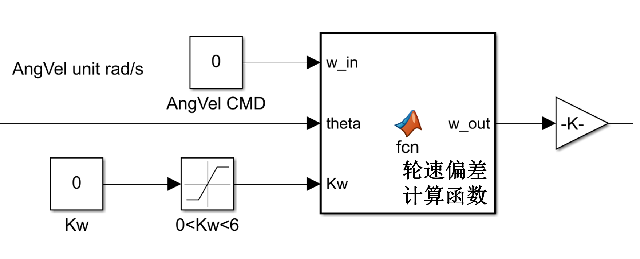 0
w_in
AngVel unit rad/s
AngVel CMD
theta
w_out
-K-
fcn
轮速偏差
计算函数
0
Kw
Kw
0<Kw<6